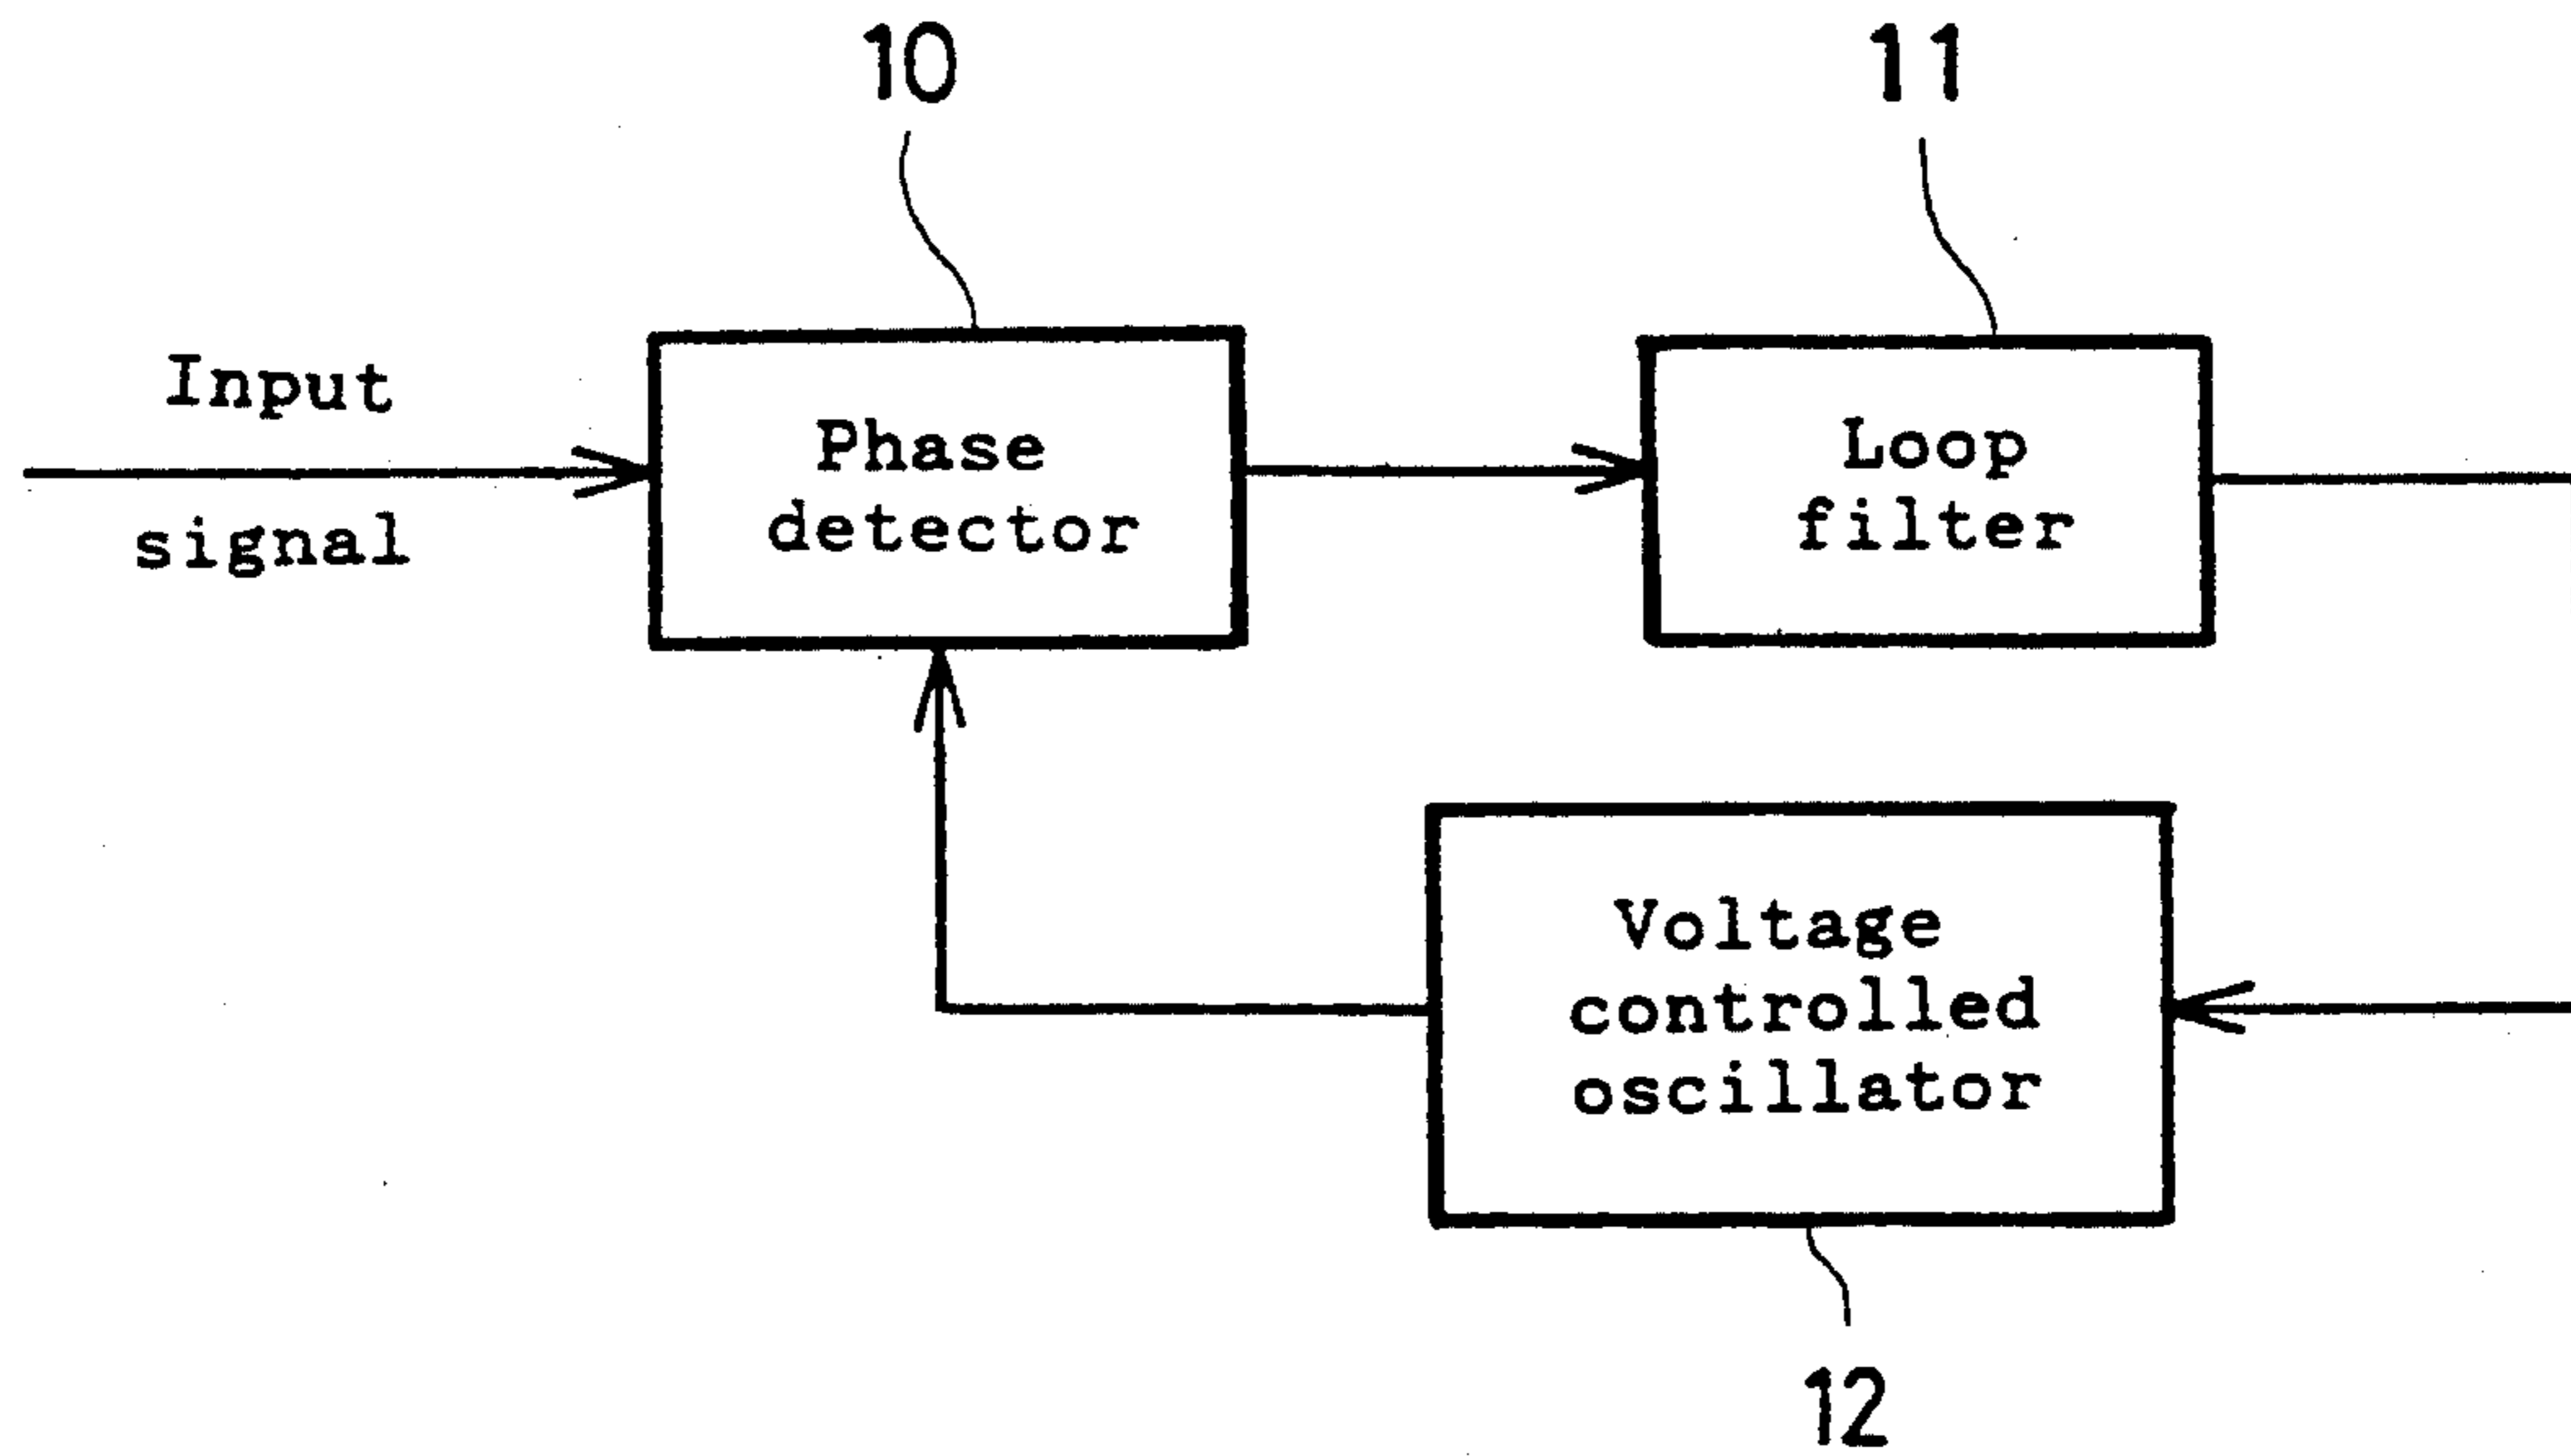 10
11
Input
signal
Phase
detector
Loop
filter
Voltage
controlled
oscillator
12